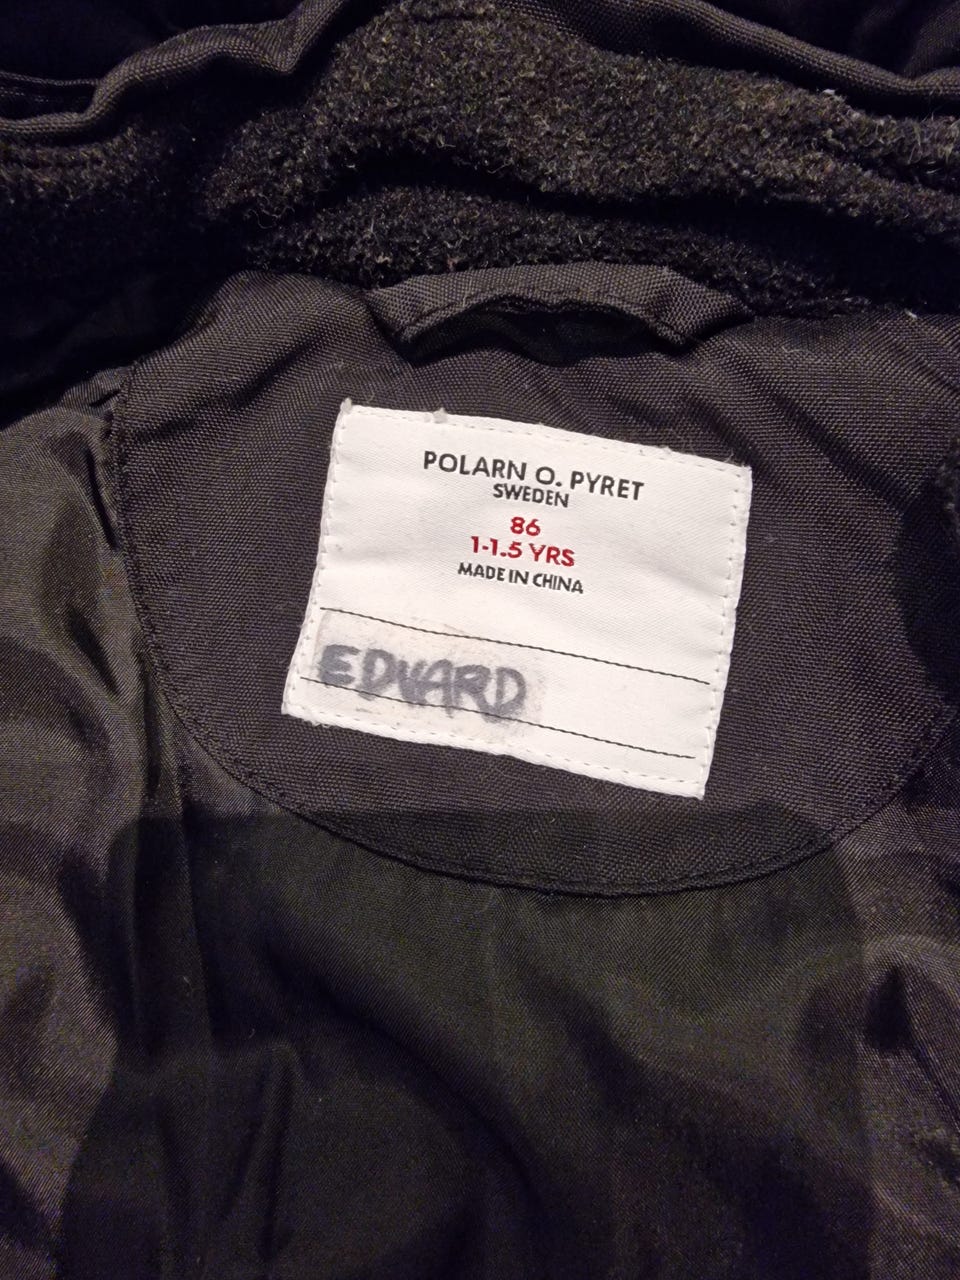 POLARN O. PYRET
SWEDEN
86
1-1.5 YRS
MADE IN CHINA
EDVARD